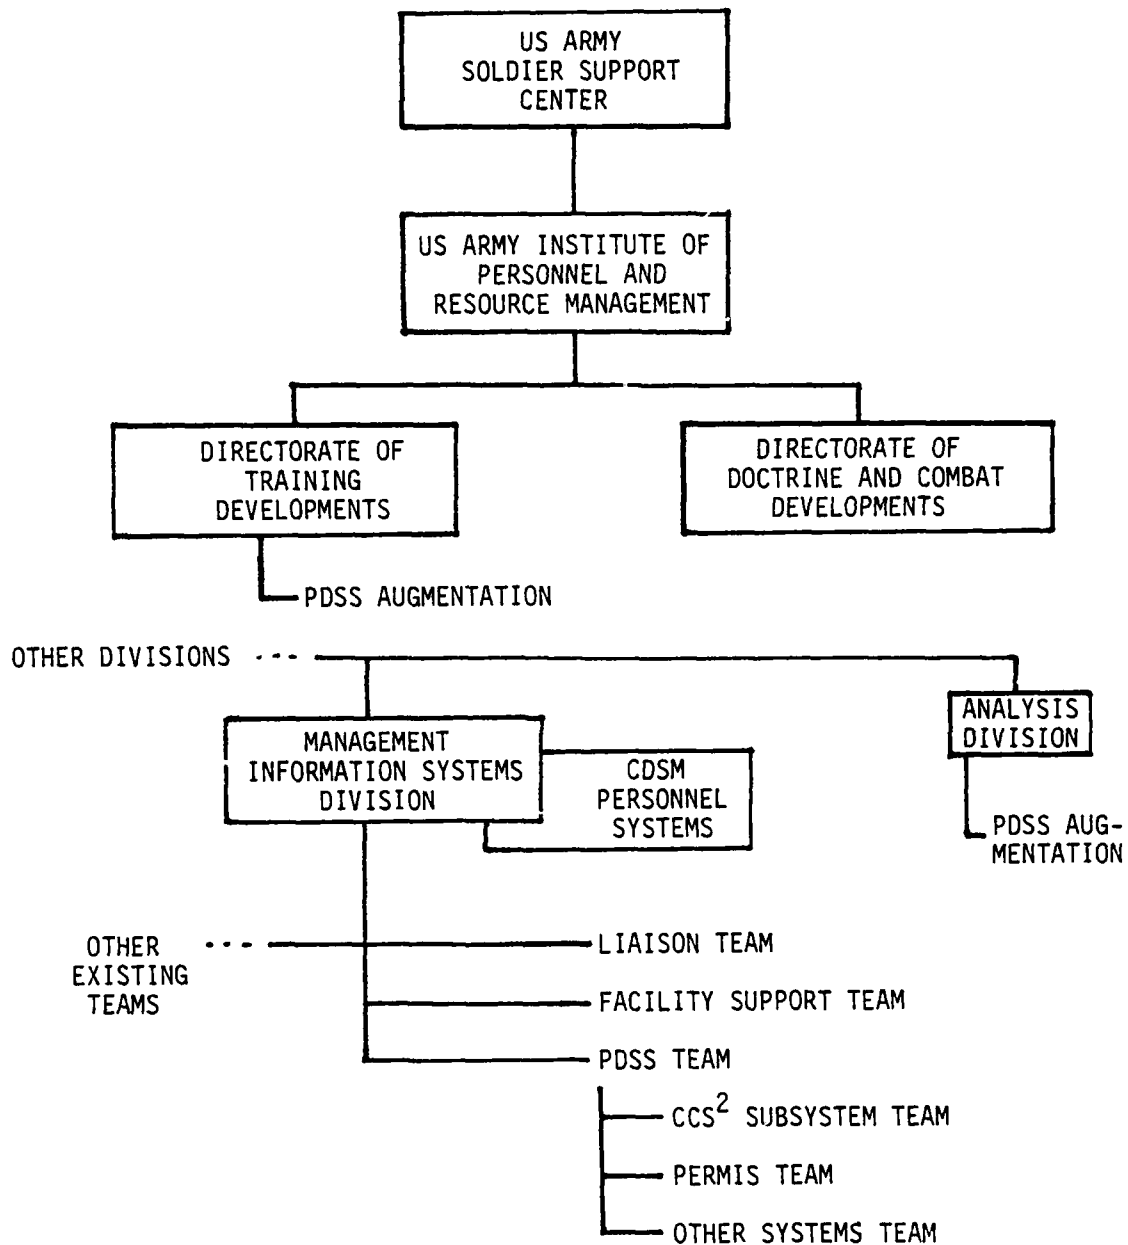 US ARMY
SOLDIER SUPPORT
CENTER
US ARMY INSTITUTE OF
PERSONNEL AND
RESOURCE MANAGEMENT
DIRECTORATE OF
TRAINING
DEVELOPMENTS
DIRECTORATE OF
DOCTRINE AND COMBAT
DEVELOPMENTS
PDSS AUGMENTATION
OTHER DIVISIONS
MANAGEMENT
INFORMATION SYSTEMS
DIVISION
CDSM
PERSONNEL
SYSTEMS
ANALYSIS
DIVISION
PDSS AUG-
MENTATION
OTHER
EXISTING
TEAMS
LIAISON TEAM
FACILITY SUPPORT TEAM
PDSS TEAM
CCS² SUBSYSTEM TEAM
PERMIS TEAM
OTHER SYSTEMS TEAM